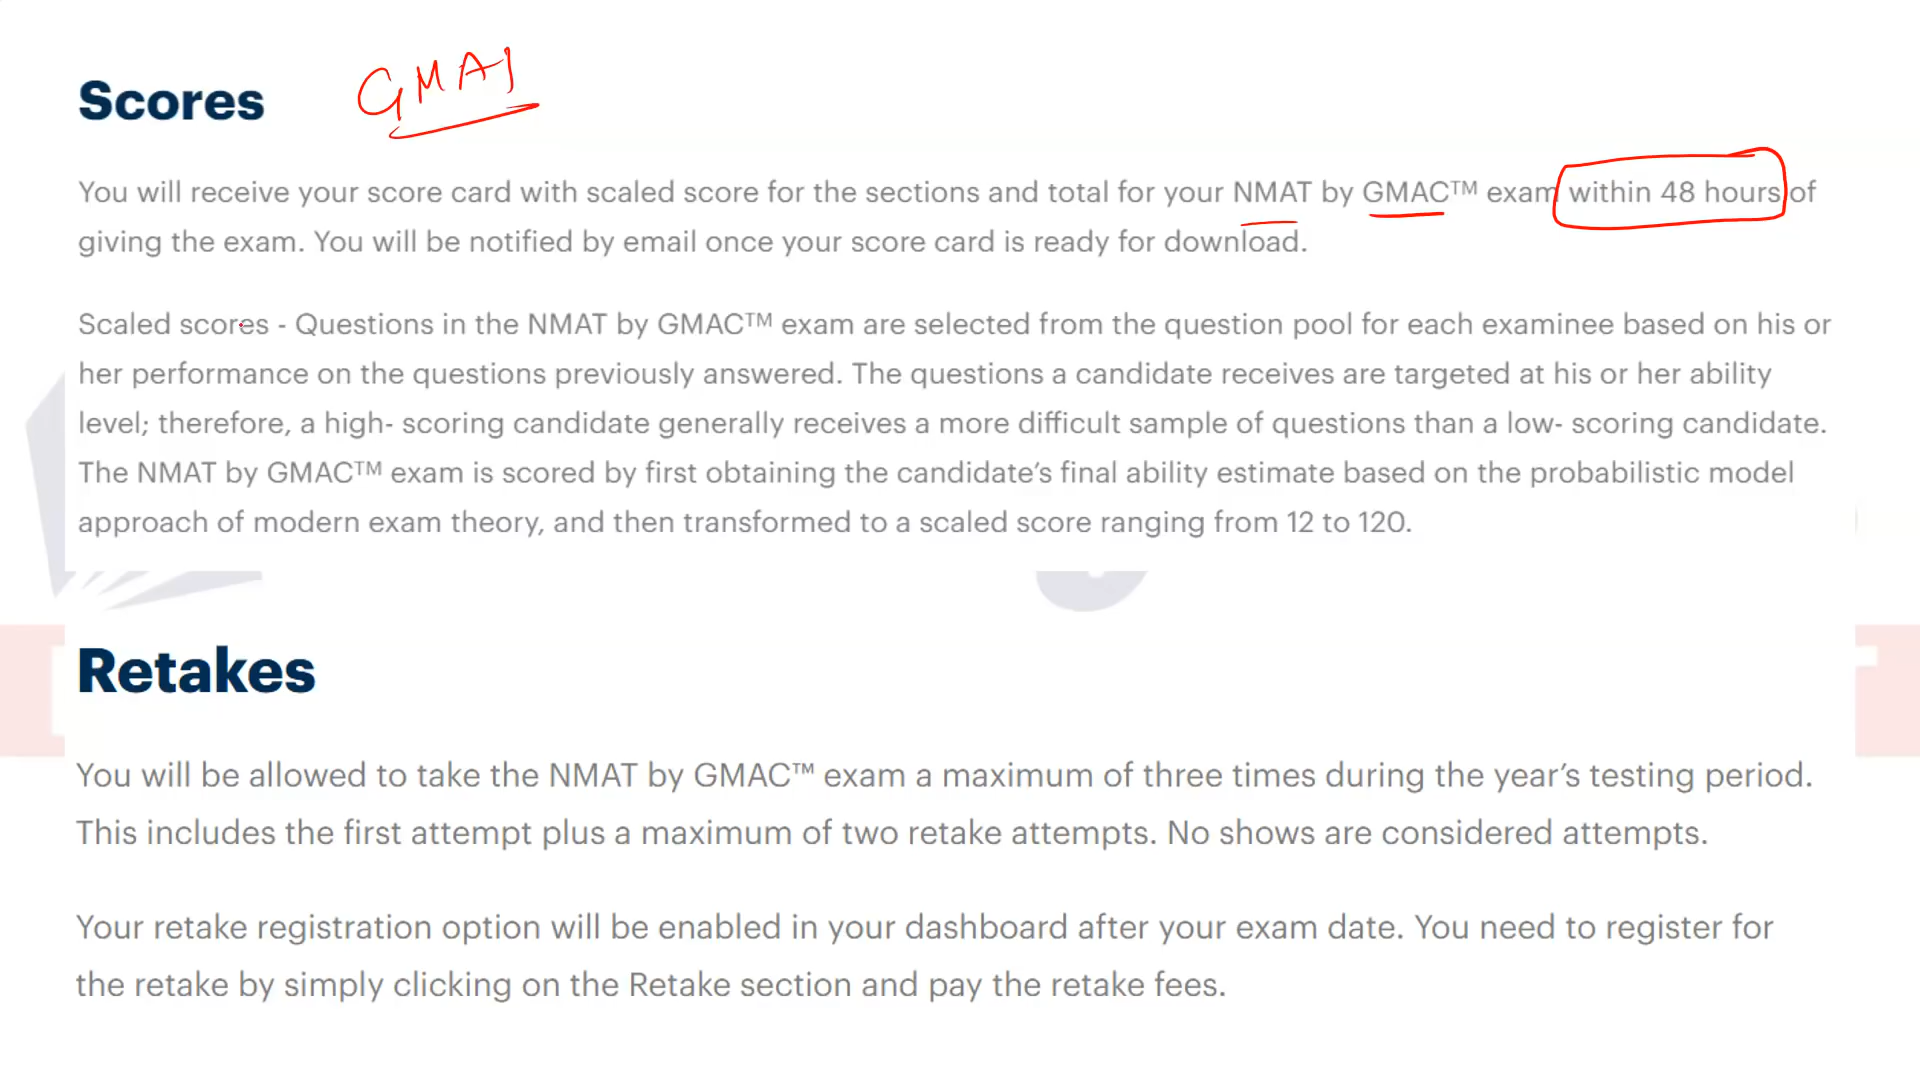 Scores
GMAT
You will receive your score card with scaled score for the sections and total for your NMAT by GMAC™ exam within 48 hours of
giving the exam. You will be notified by email once your score card is ready for download.
Scaled scores - Questions in the NMAT by GMAC™ exam are selected from the question pool for each examinee based on his or
her performance on the questions previously answered. The questions a candidate receives are targeted at his or her ability
level; therefore, a high- scoring candidate generally receives a more difficult sample of questions than a low- scoring candidate.
The NMAT by GMAC™ exam is scored by first obtaining the candidate’s final ability estimate based on the probabilistic model
approach of modern exam theory, and then transformed to a scaled score ranging from 12 to 120.
Retakes
You will be allowed to take the NMAT by GMAC™ exam a maximum of three times during the year’s testing period.
This includes the first attempt plus a maximum of two retake attempts. No shows are considered attempts.
Your retake registration option will be enabled in your dashboard after your exam date. You need to register for
the retake by simply clicking on the Retake section and pay the retake fees.